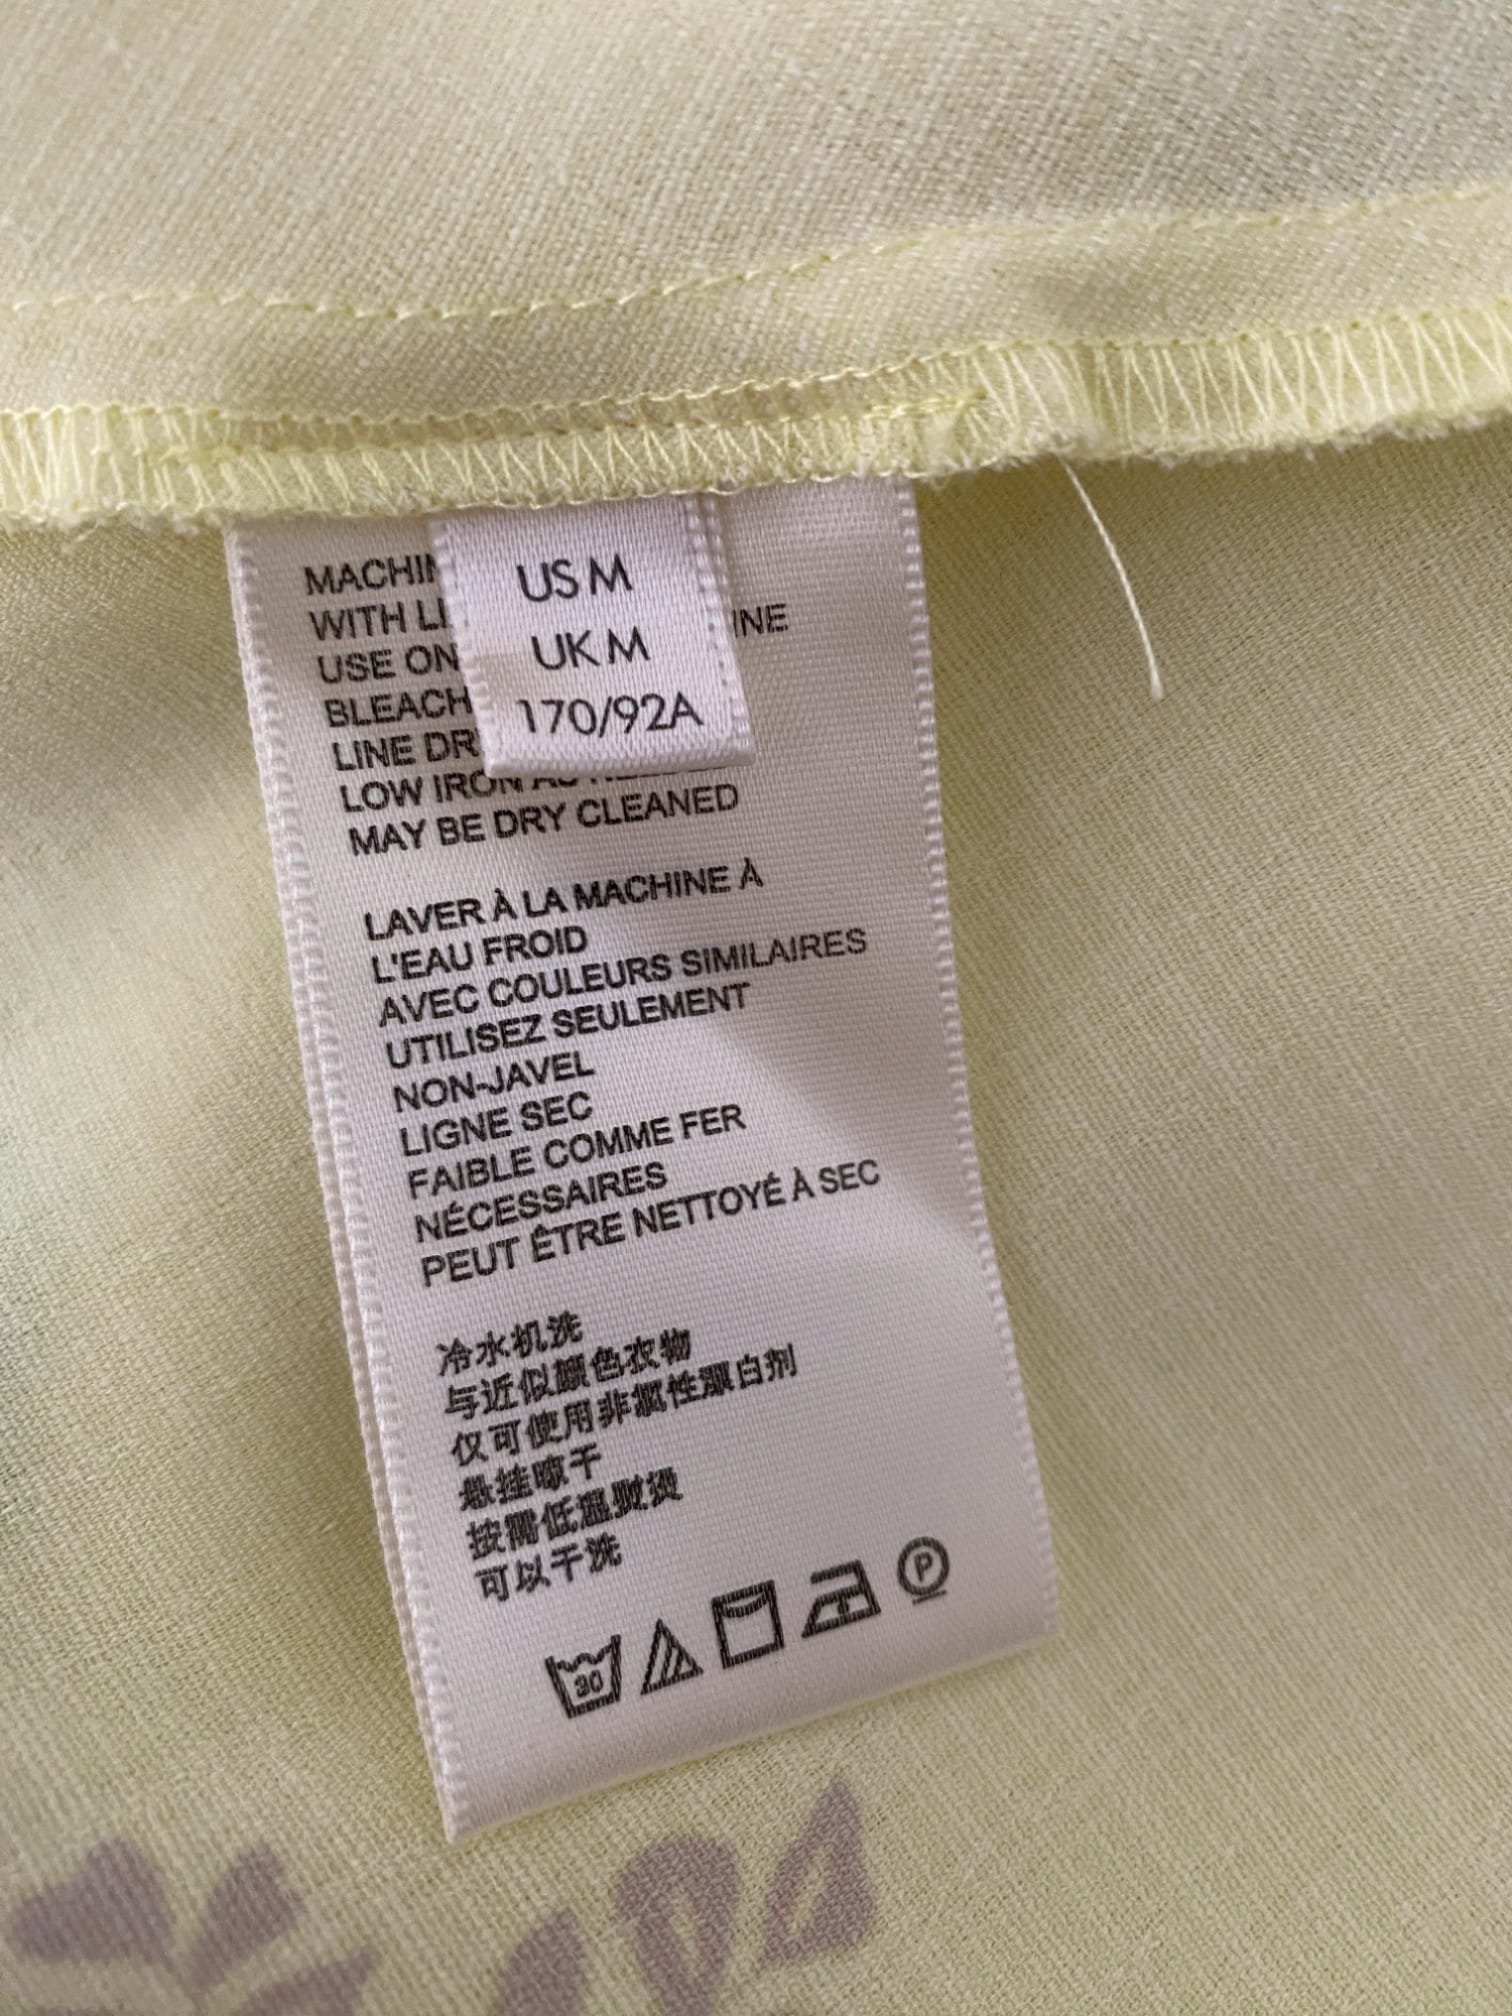 US M
UK M
170/92A
MACHIN
WITH LI
INE
USE ON
BLEACH
LINE DR
LOW IRON AS
MAY BE DRY CLEANED
LAVER À LA MACHINE À
L'EAU FROID
AVEC COULEURS SIMILAIRES
UTILISEZ SEULEMENT
NON-JAVEL
LIGNE SEC
FAIBLE COMME FER
NÉCESSAIRES
PEUT ÊTRE NETTOYÉ À SEC
冷水机洗
与近似颜色衣物
仅可使用非氯性漂白剂
悬挂晾干
按需低温熨烫
可以干洗
30
P